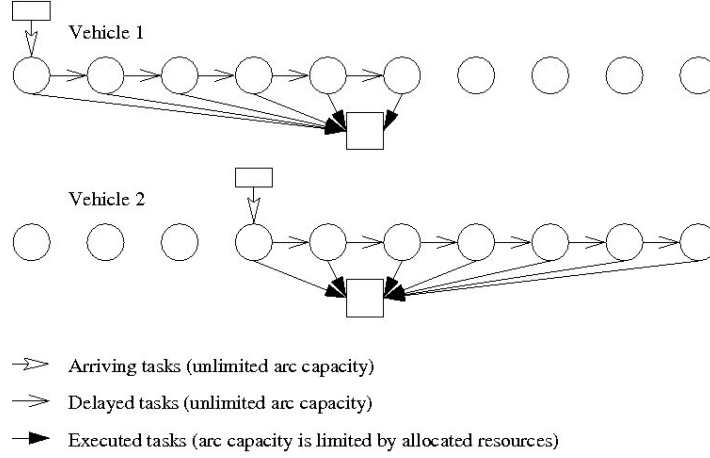 Vehicle 1
Vehicle 2
Arriving tasks (unlimited arc capacity)
Delayed tasks (unlimited arc capacity)
Executed tasks (arc capacity is limited by allocated resources)